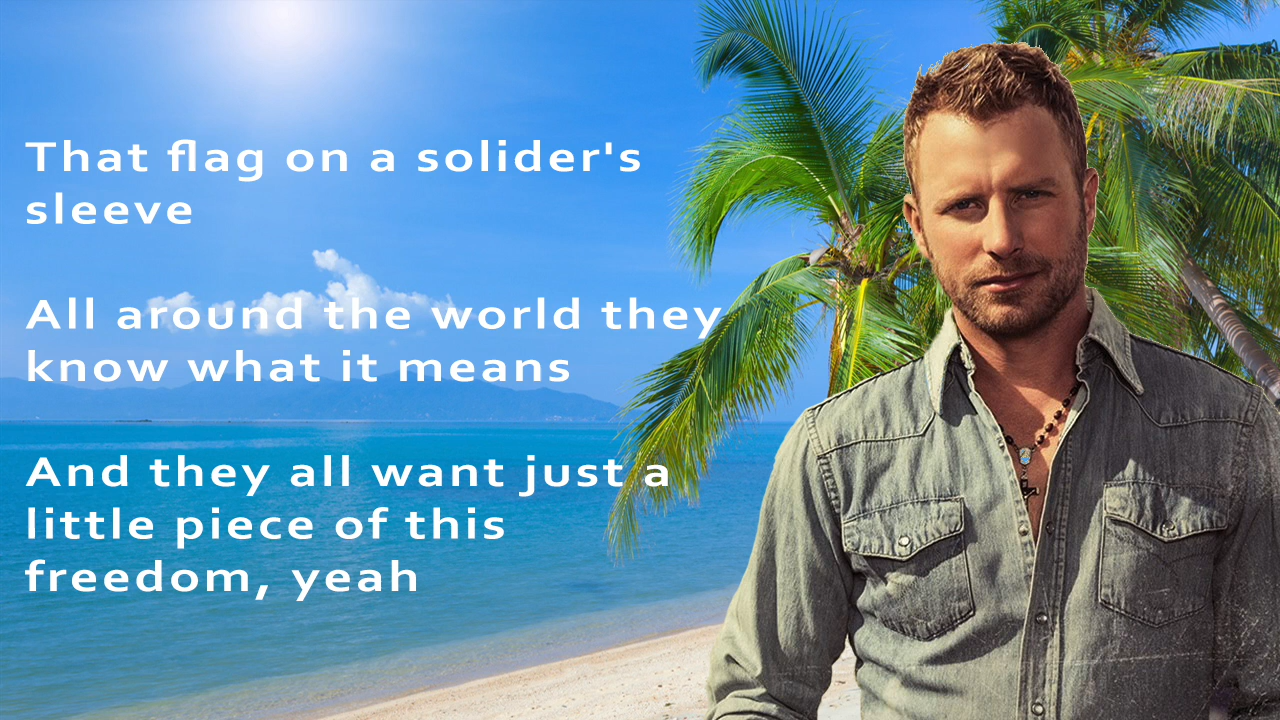 That flag on a solider's
sleeve
All around the world they
know what it means
And they all want just a
little piece of this
freedom, yeah